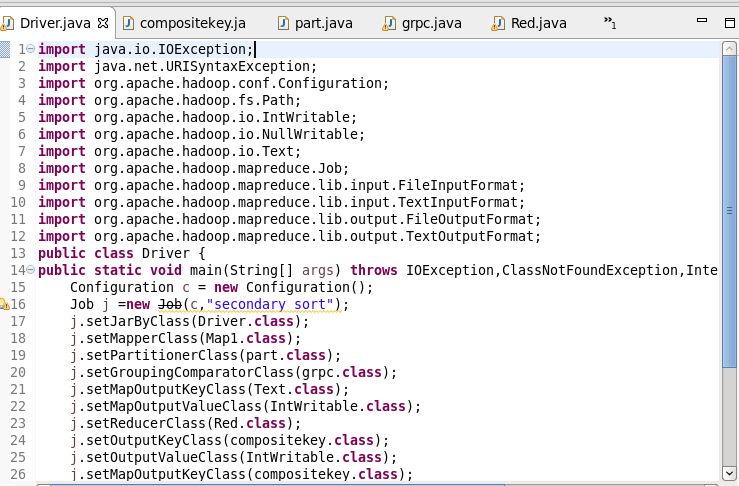 Driver.java compositekey.ja part.java grpc.java Red.java »1
1 import java.io.IOException;
2 import java.net.URISyntaxException;
3 import org.apache.hadoop.conf.Configuration;
4 import org.apache.hadoop.fs.Path;
5 import org.apache.hadoop.io.IntWritable;
6 import org.apache.hadoop.io.NullWritable;
7 import org.apache.hadoop.io.Text;
8 import org.apache.hadoop.mapreduce.Job;
9 import org.apache.hadoop.mapreduce.lib.input.FileInputFormat;
10 import org.apache.hadoop.mapreduce.lib.input.TextInputFormat;
11 import org.apache.hadoop.mapreduce.lib.output.FileOutputFormat;
12 import org.apache.hadoop.mapreduce.lib.output.TextOutputFormat;
13 public class Driver {
14 public static void main(String[] args) throws IOException,ClassNotFoundException,Inte
15 Configuration c = new Configuration();
16 Job j =new Job(c,"secondary sort");
17 j.setJarByClass(Driver.class);
18 j.setMapperClass(Map1.class);
19 j.setPartitionerClass(part.class);
20 j.setGroupingComparatorClass(grpc.class);
21 j.setMapOutputKeyClass(Text.class);
22 j.setMapOutputValueClass(IntWritable.class);
23 j.setReducerClass(Red.class);
24 j.setOutputKeyClass(compositekey.class);
25 j.setOutputValueClass(IntWritable.class);
26 j.setMapOutputKeyClass(compositekey.class);